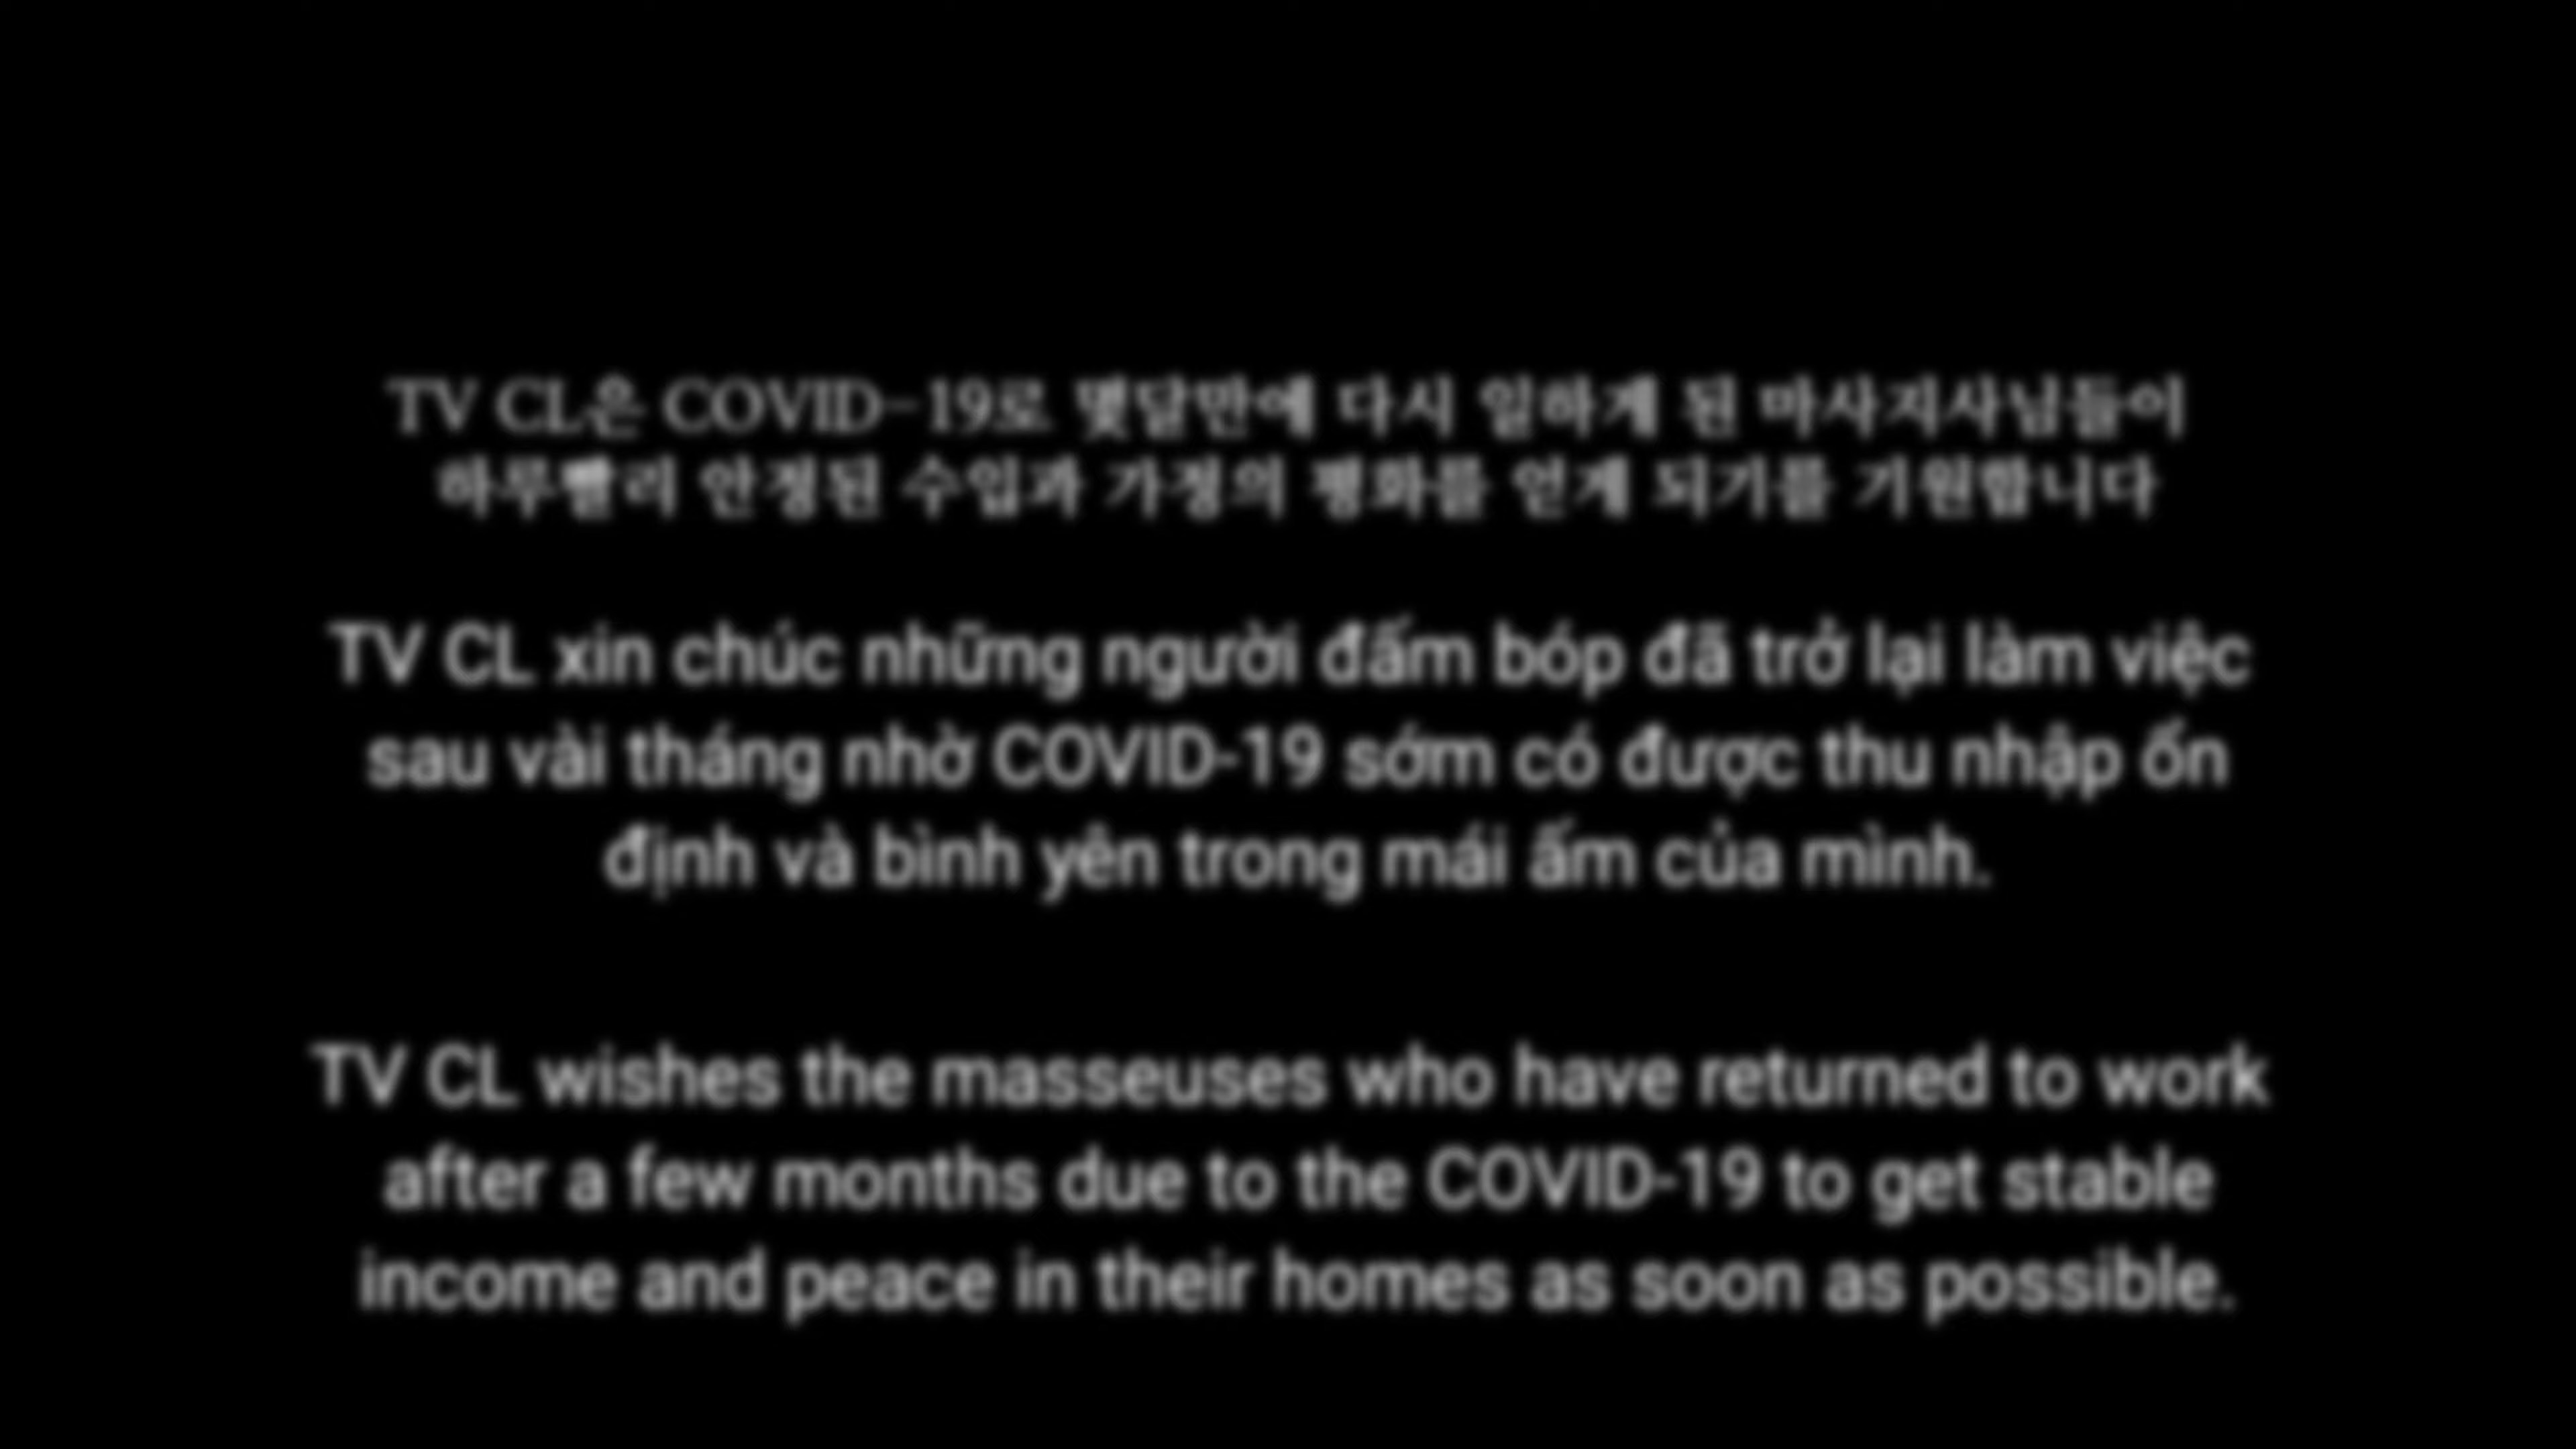 TV CL은 COVID-19로 몇달만에 다시 일하게 된 마사지사님들이
하루빨리 안정된 수입과 가정의 평화를 얻게 되기를 기원합니다
TV CL xin chúc những người đấm bóp đã trở lại làm việc
sau vài tháng nhờ COVID-19 sớm có được thu nhập ổn
định và bình yên trong mái ấm của mình.
TV CL wishes the masseuses who have returned to work
after a few months due to the COVID-19 to get stable
income and peace in their homes as soon as possible.